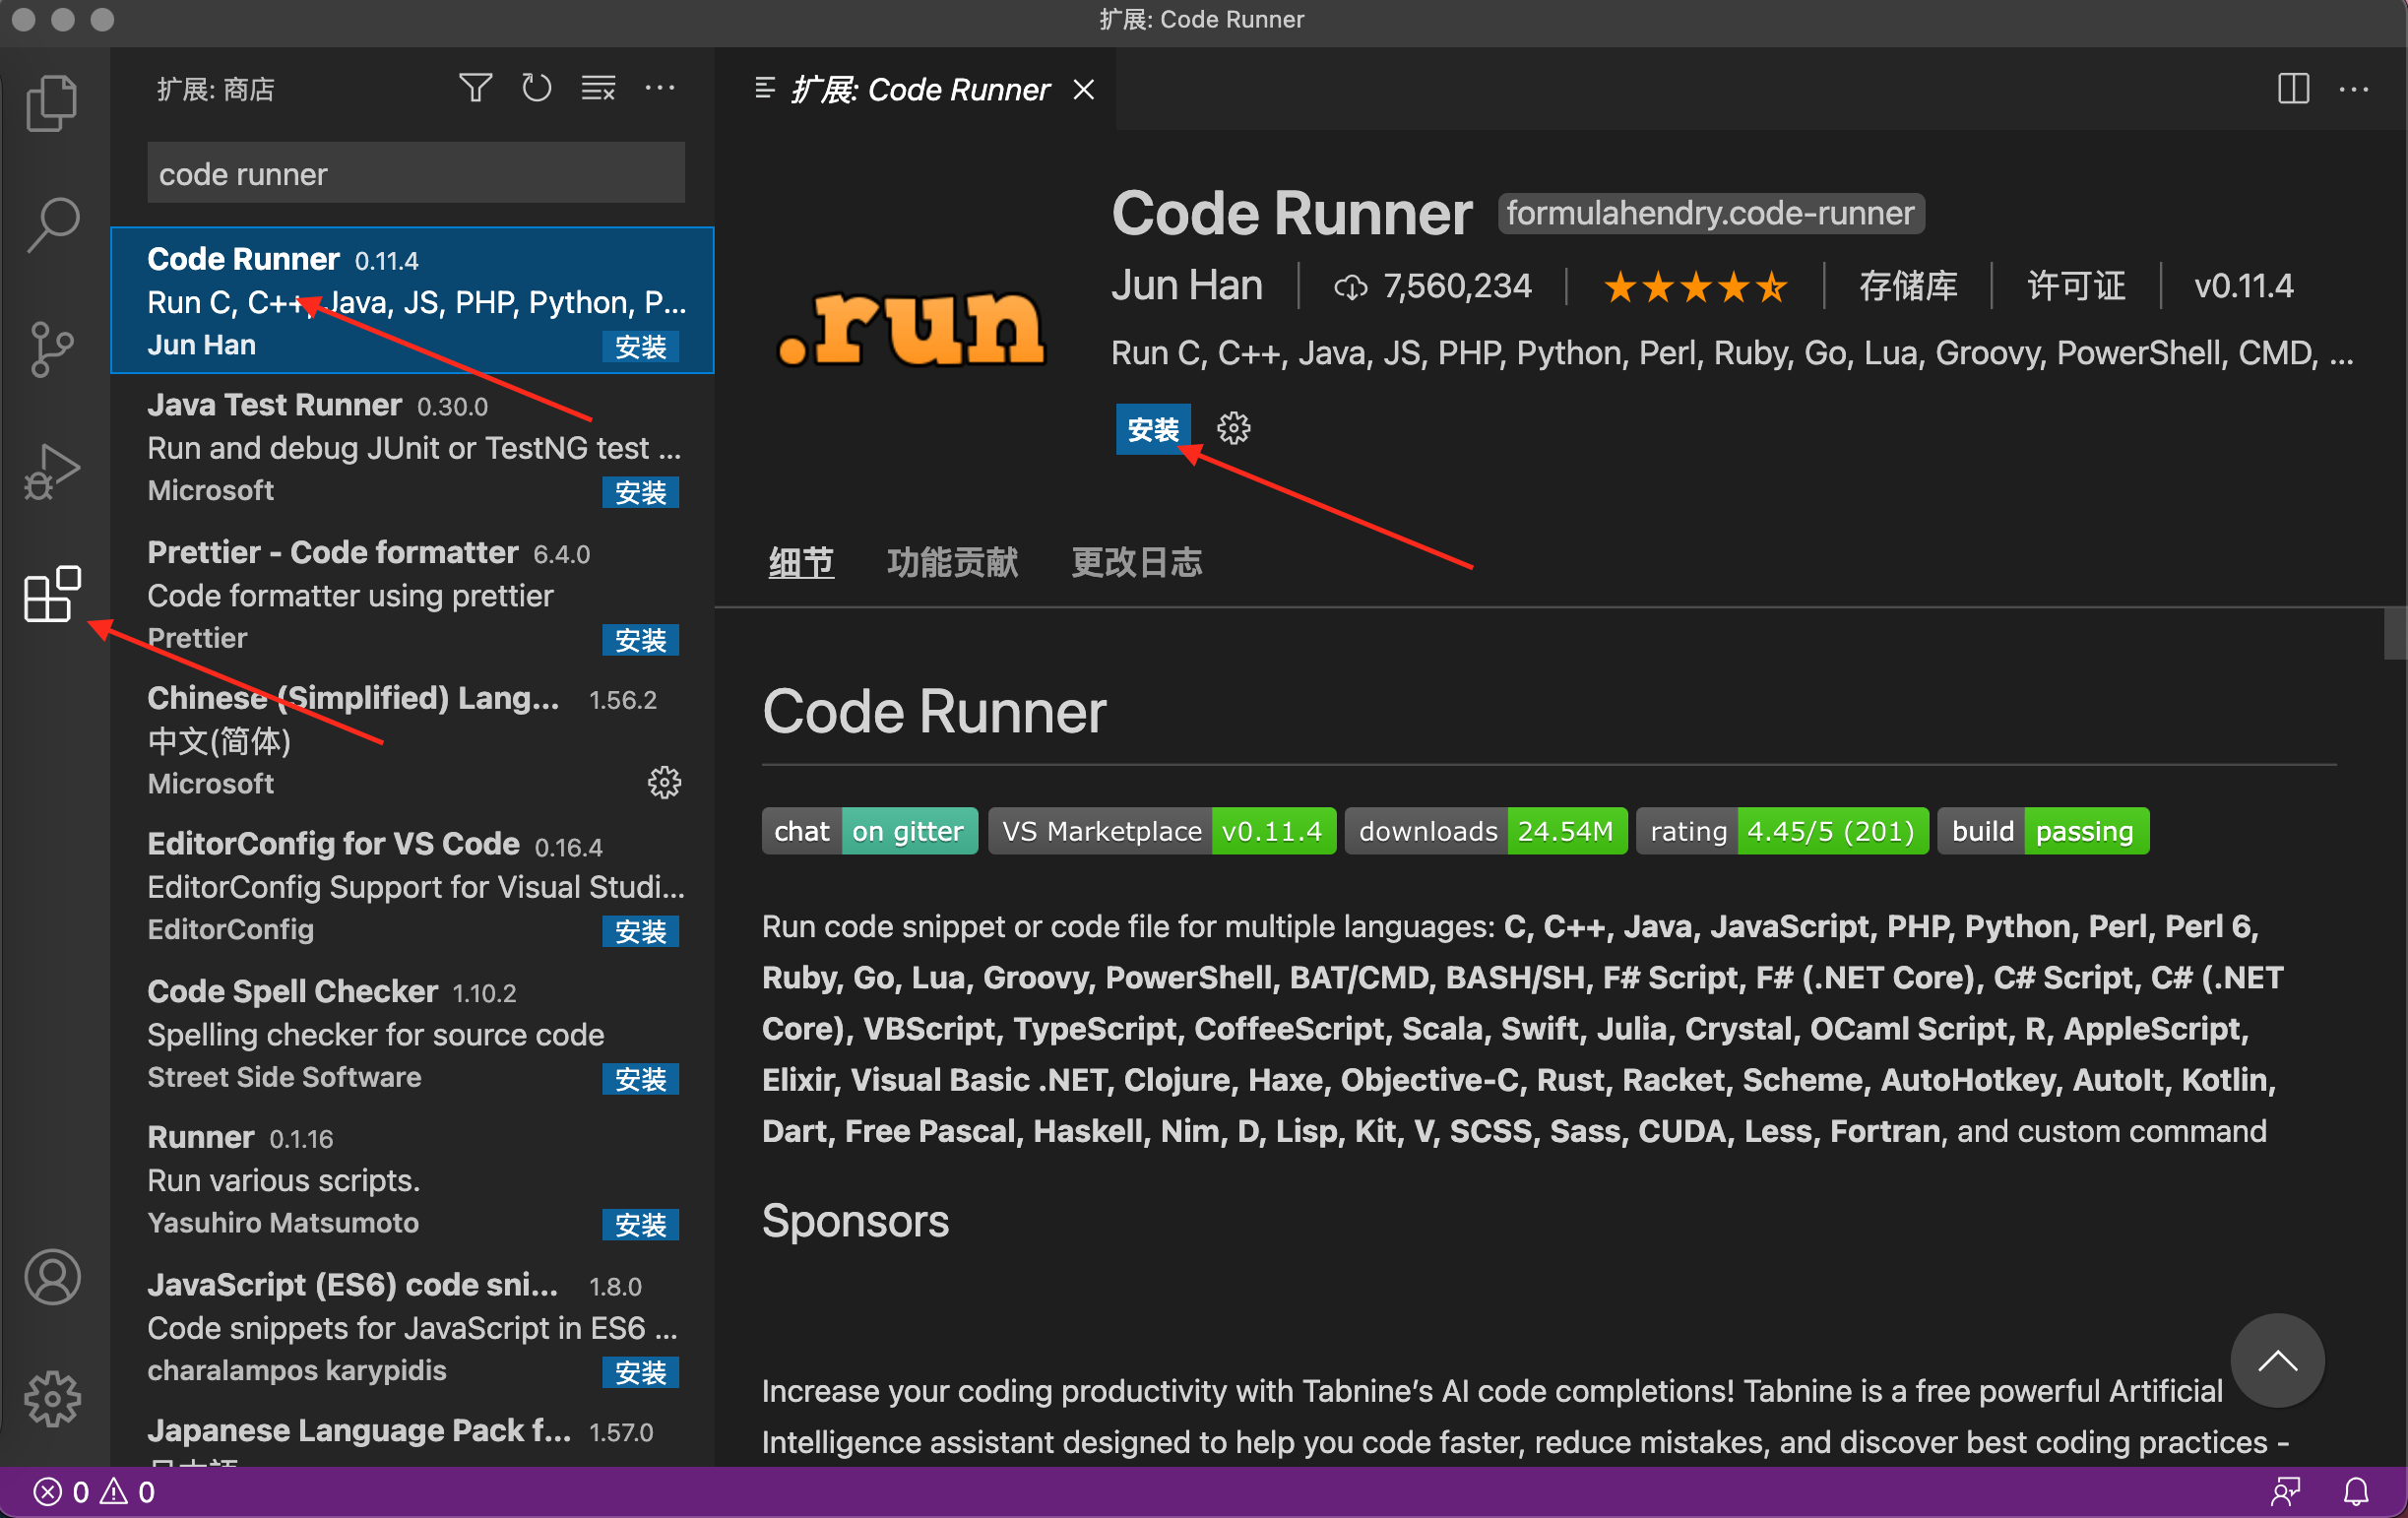 扩展: Code Runner
扩展: 商店
code runner
Code Runner 0.11.4
Run C, C++, Java, JS, PHP, Python, P...
Jun Han 安装
Java Test Runner 0.30.0
Run and debug JUnit or TestNG test ...
Microsoft 安装
Prettier - Code formatter 6.4.0
Code formatter using prettier
Prettier 安装
Chinese (Simplified) Lang... 1.56.2
中文(简体)
Microsoft
EditorConfig for VS Code 0.16.4
EditorConfig Support for Visual Studi...
EditorConfig 安装
Code Spell Checker 1.10.2
Spelling checker for source code
Street Side Software 安装
Runner 0.1.16
Run various scripts.
Yasuhiro Matsumoto 安装
JavaScript (ES6) code sni... 1.8.0
Code snippets for JavaScript in ES6 ...
charalampos karypidis 安装
Japanese Language Pack f... 1.57.0
扩展: Code Runner
.run
Code Runner formulahendry.code-runner
Jun Han 7,560,234 存储库 许可证 v0.11.4
Run C, C++, Java, JS, PHP, Python, Perl, Ruby, Go, Lua, Groovy, PowerShell, CMD, ...
安装
细节 功能贡献 更改日志
Code Runner
chat on gitter VS Marketplace v0.11.4 downloads 24.54M rating 4.45/5 (201) build passing
Run code snippet or code file for multiple languages: C, C++, Java, JavaScript, PHP, Python, Perl, Perl 6,
Ruby, Go, Lua, Groovy, PowerShell, BAT/CMD, BASH/SH, F# Script, F# (.NET Core), C# Script, C# (.NET
Core), VBScript, TypeScript, CoffeeScript, Scala, Swift, Julia, Crystal, OCaml Script, R, AppleScript,
Elixir, Visual Basic .NET, Clojure, Haxe, Objective-C, Rust, Racket, Scheme, AutoHotkey, AutoIt, Kotlin,
Dart, Free Pascal, Haskell, Nim, D, Lisp, Kit, V, SCSS, Sass, CUDA, Less, Fortran, and custom command
Sponsors
Increase your coding productivity with Tabnine’s AI code completions! Tabnine is a free powerful Artificial
Intelligence assistant designed to help you code faster, reduce mistakes, and discover best coding practices -
0 0